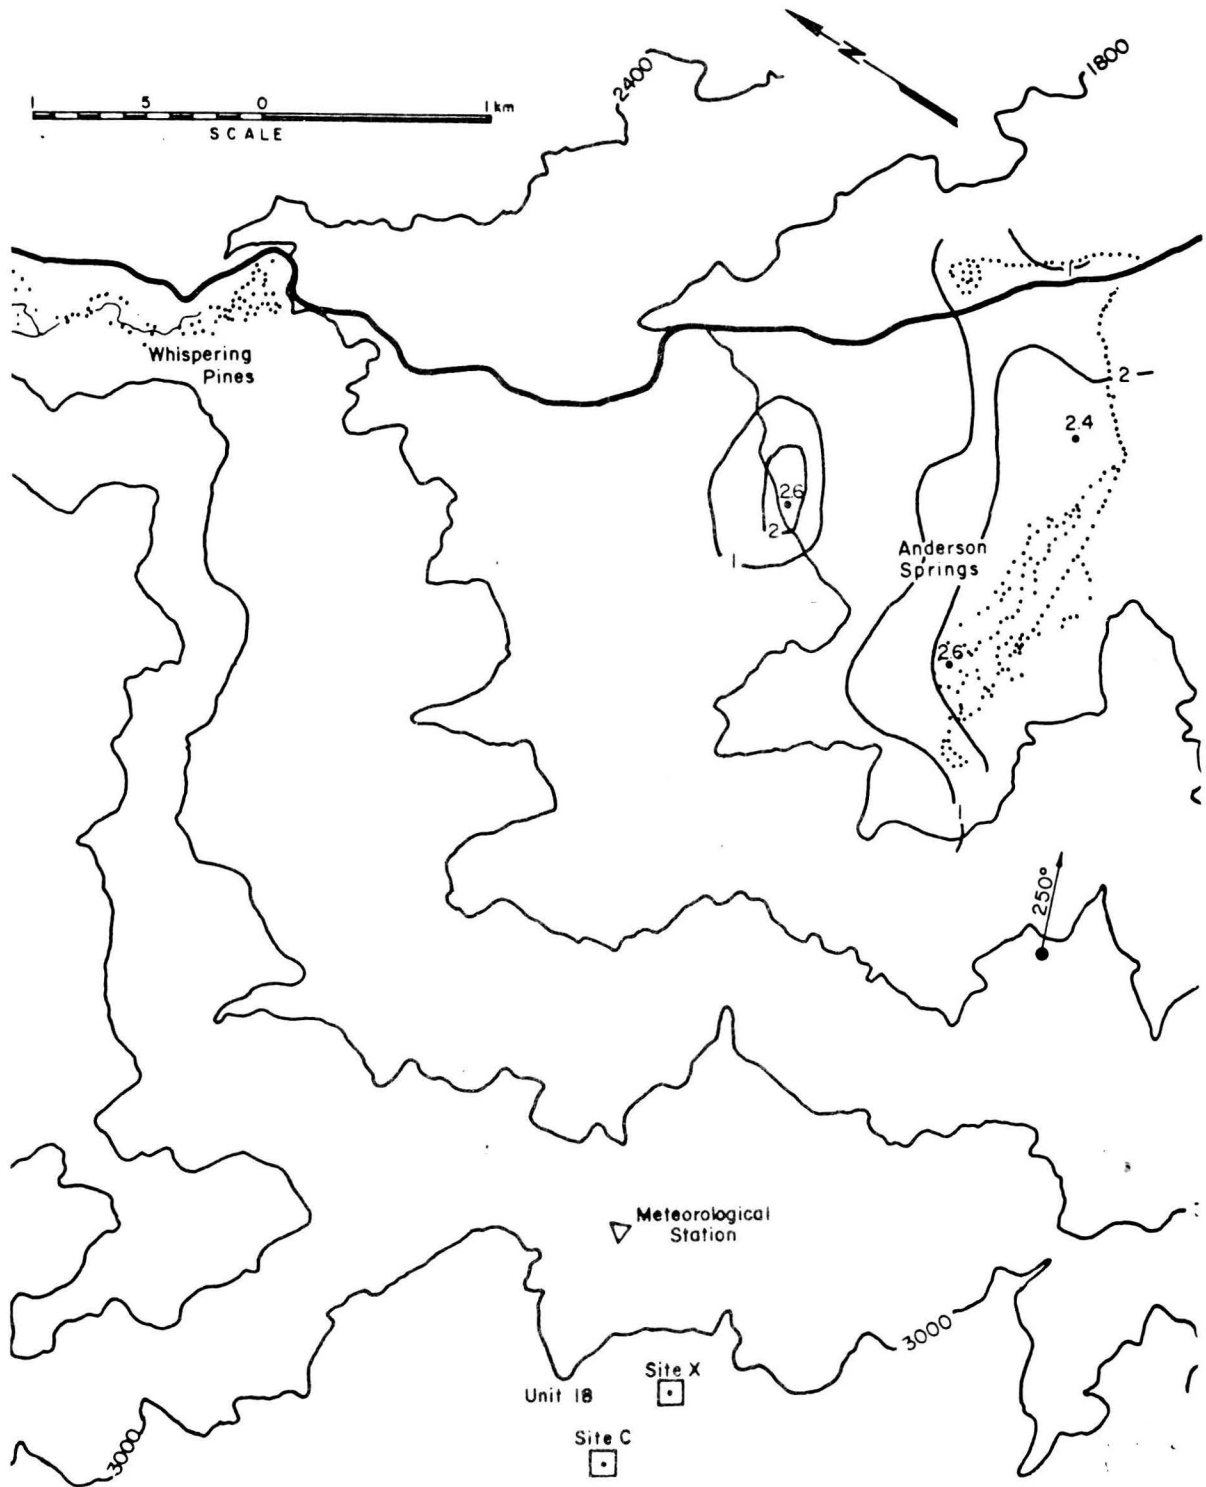 N
2400
1800
1 5 0 1 km
SCALE
1
Whispering
Pines
2
2.4
2.6
2
1
Anderson
Springs
2.6
1
250°
Meteorological
Station
3000
Site X
Unit 18
Site C
3000